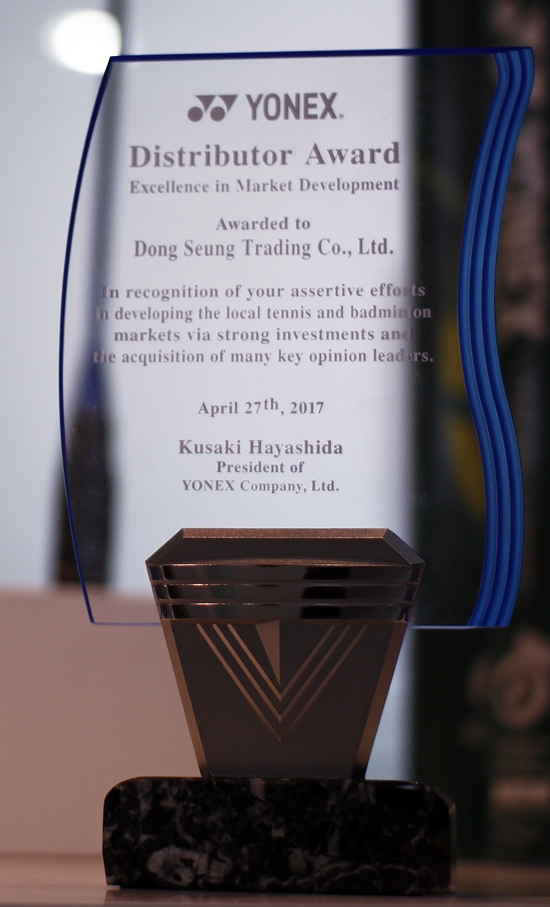 YONEX®
Distributor Award
Excellence in Market Development
Awarded to
Dong Seung Trading Co., Ltd.
In recognition of your assertive efforts
in developing the local tennis and badminton
markets via strong investments and
the acquisition of many key opinion leaders.
April 27th, 2017
Kusaki Hayashida
President of
YONEX Company, Ltd.